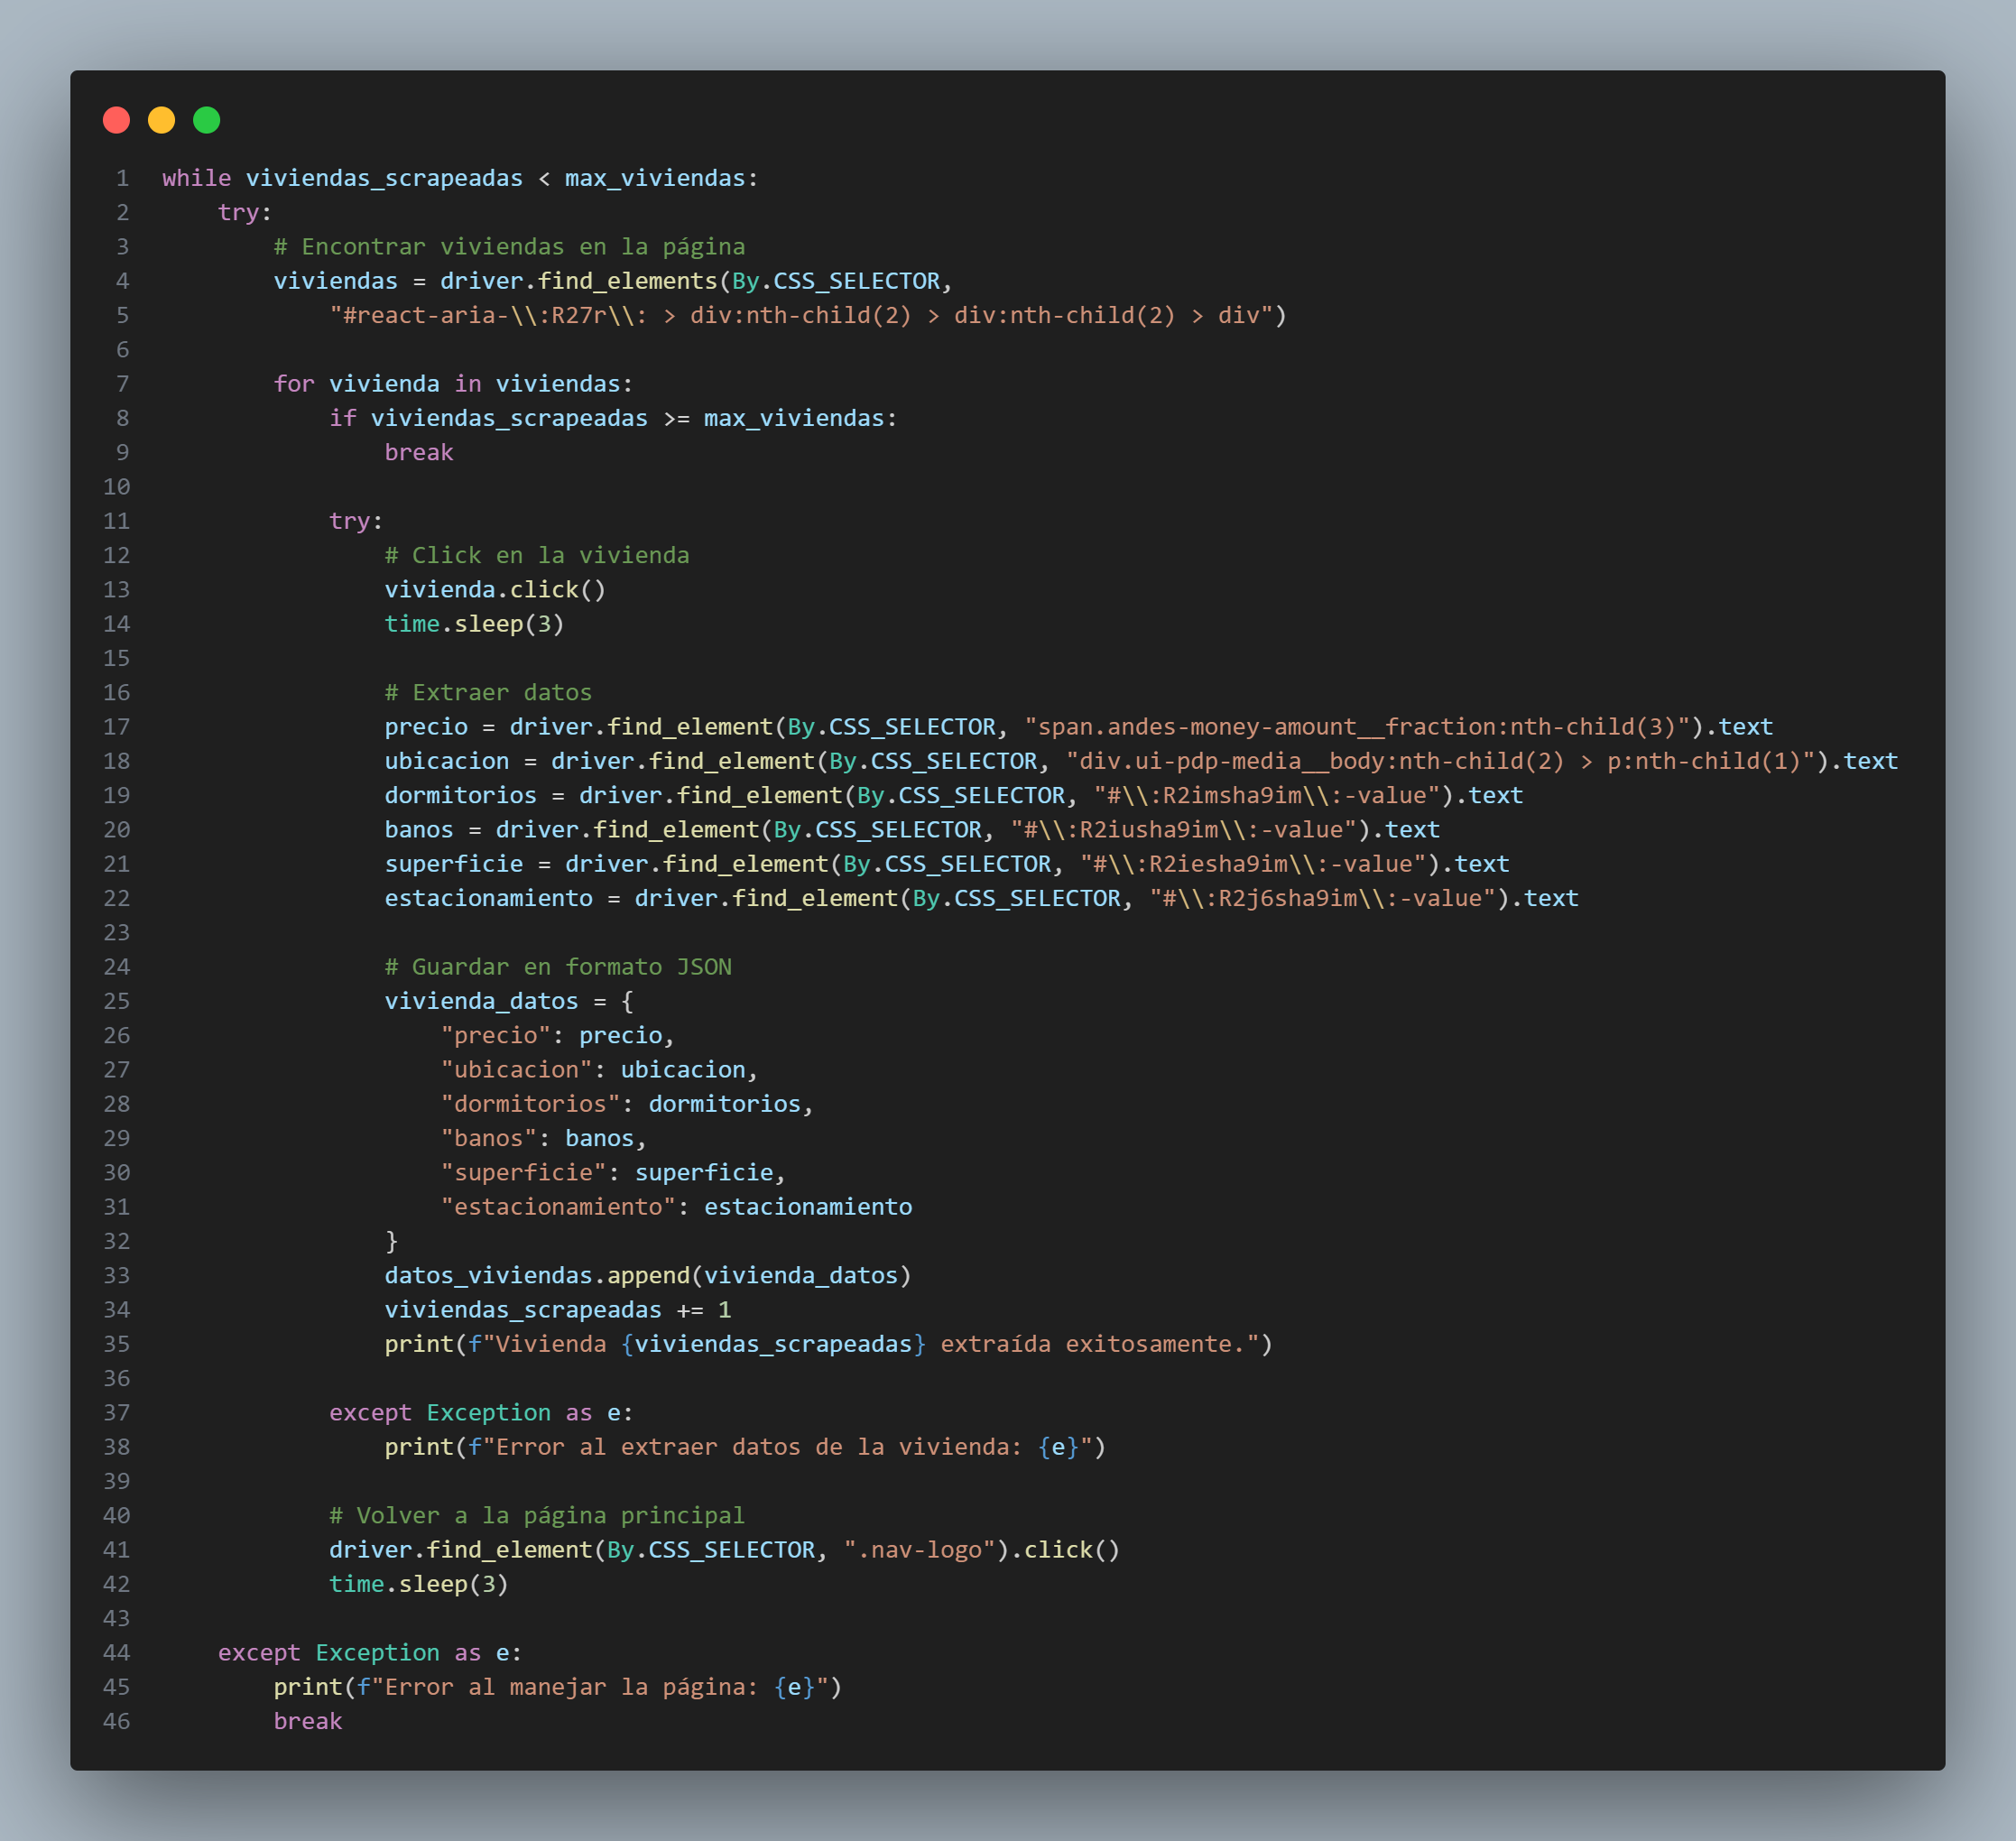 1 while viviendas_scrapeadas < max_viviendas:
2     try:
3         # Encontrar viviendas en la página
4         viviendas = driver.find_elements(By.CSS_SELECTOR,
5             "#react-aria-\\:R27r\\: > div:nth-child(2) > div:nth-child(2) > div")
6
7         for vivienda in viviendas:
8             if viviendas_scrapeadas >= max_viviendas:
9                 break
10
11             try:
12                 # Click en la vivienda
13                 vivienda.click()
14                 time.sleep(3)
15
16                 # Extraer datos
17                 precio = driver.find_element(By.CSS_SELECTOR, "span.andes-money-amount__fraction:nth-child(3)").text
18                 ubicacion = driver.find_element(By.CSS_SELECTOR, "div.ui-pdp-media__body:nth-child(2) > p:nth-child(1)").text
19                 dormitorios = driver.find_element(By.CSS_SELECTOR, "#\\:R2imsha9im\\:-value").text
20                 banos = driver.find_element(By.CSS_SELECTOR, "#\\:R2iusha9im\\:-value").text
21                 superficie = driver.find_element(By.CSS_SELECTOR, "#\\:R2iesha9im\\:-value").text
22                 estacionamiento = driver.find_element(By.CSS_SELECTOR, "#\\:R2j6sha9im\\:-value").text
23
24                 # Guardar en formato JSON
25                 vivienda_datos = {
26                     "precio": precio,
27                     "ubicacion": ubicacion,
28                     "dormitorios": dormitorios,
29                     "banos": banos,
30                     "superficie": superficie,
31                     "estacionamiento": estacionamiento
32                 }
33                 datos_viviendas.append(vivienda_datos)
34                 viviendas_scrapeadas += 1
35                 print(f"Vivienda {viviendas_scrapeadas} extraída exitosamente.")
36
37             except Exception as e:
38                 print(f"Error al extraer datos de la vivienda: {e}")
39
40             # Volver a la página principal
41             driver.find_element(By.CSS_SELECTOR, ".nav-logo").click()
42             time.sleep(3)
43
44     except Exception as e:
45         print(f"Error al manejar la página: {e}")
46         break